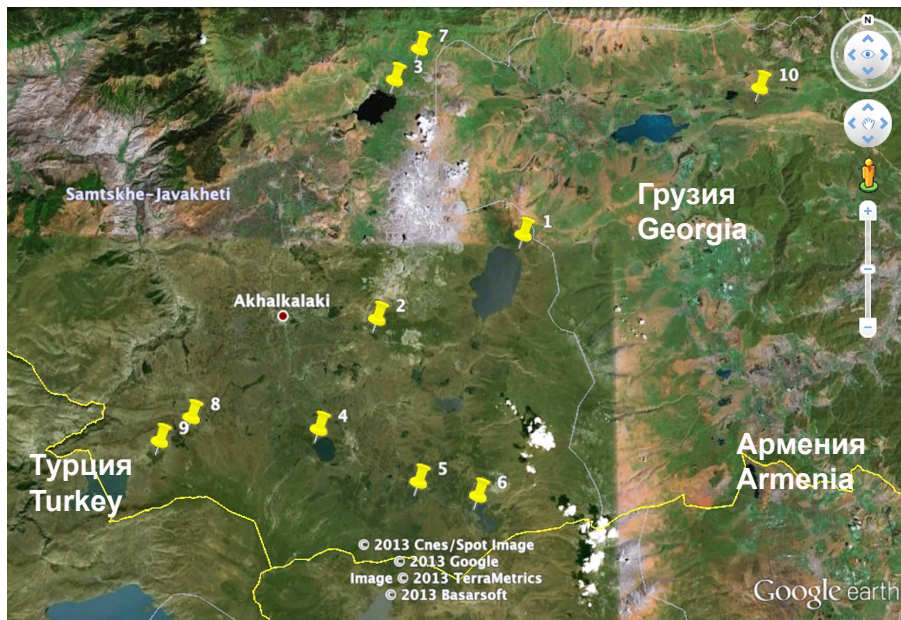 N
7
3
10
Samtskhe-Javakheti
Грузия
Georgia
1
Akhalkalaki
2
8
4
9
Армения
Armenia
Турция
Turkey
5
6
© 2013 Cnes/Spot Image
© 2013 Google
Image © 2013 TerraMetrics
© 2013 Basarsoft
Google earth